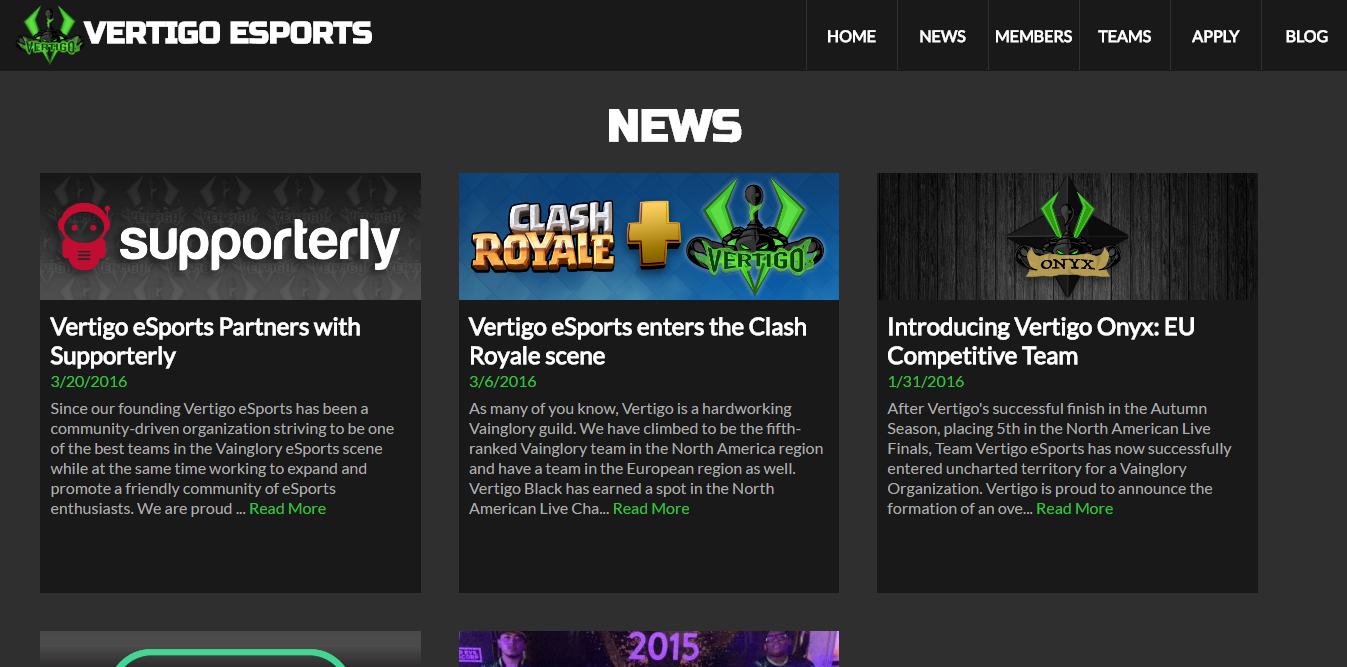 VERTIGO
VERTIGO ESPORTS
HOME
NEWS
MEMBERS
TEAMS
APPLY
BLOG
NEWS
supporterly
Vertigo eSports Partners with
Supporterly
3/20/2016
Since our founding Vertigo eSports has been a
community-driven organization striving to be one
of the best teams in the Vainglory eSports scene
while at the same time working to expand and
promote a friendly community of eSports
enthusiasts. We are proud ... Read More
CLASH
ROYALE
VERTIGO
Vertigo eSports enters the Clash
Royale scene
3/6/2016
As many of you know, Vertigo is a hardworking
Vainglory guild. We have climbed to be the fifth-
ranked Vainglory team in the North America region
and have a team in the European region as well.
Vertigo Black has earned a spot in the North
American Live Cha... Read More
ONYX
Introducing Vertigo Onyx: EU
Competitive Team
1/31/2016
After Vertigo's successful finish in the Autumn
Season, placing 5th in the North American Live
Finals, Team Vertigo eSports has now successfully
entered uncharted territory for a Vainglory
Organization. Vertigo is proud to announce the
formation of an ove... Read More
2015